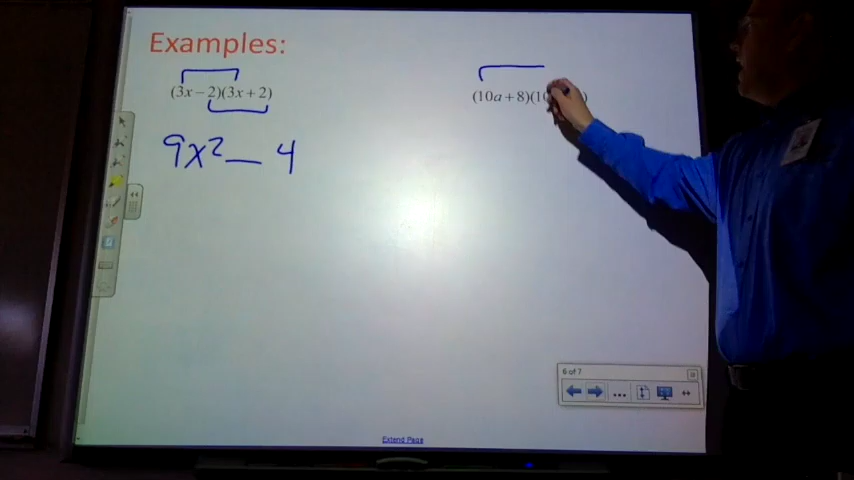 Examples:
(3x − 2)(3x + 2)
(10a + 8)(10
9x² — 4
6 of 7
Extend Page